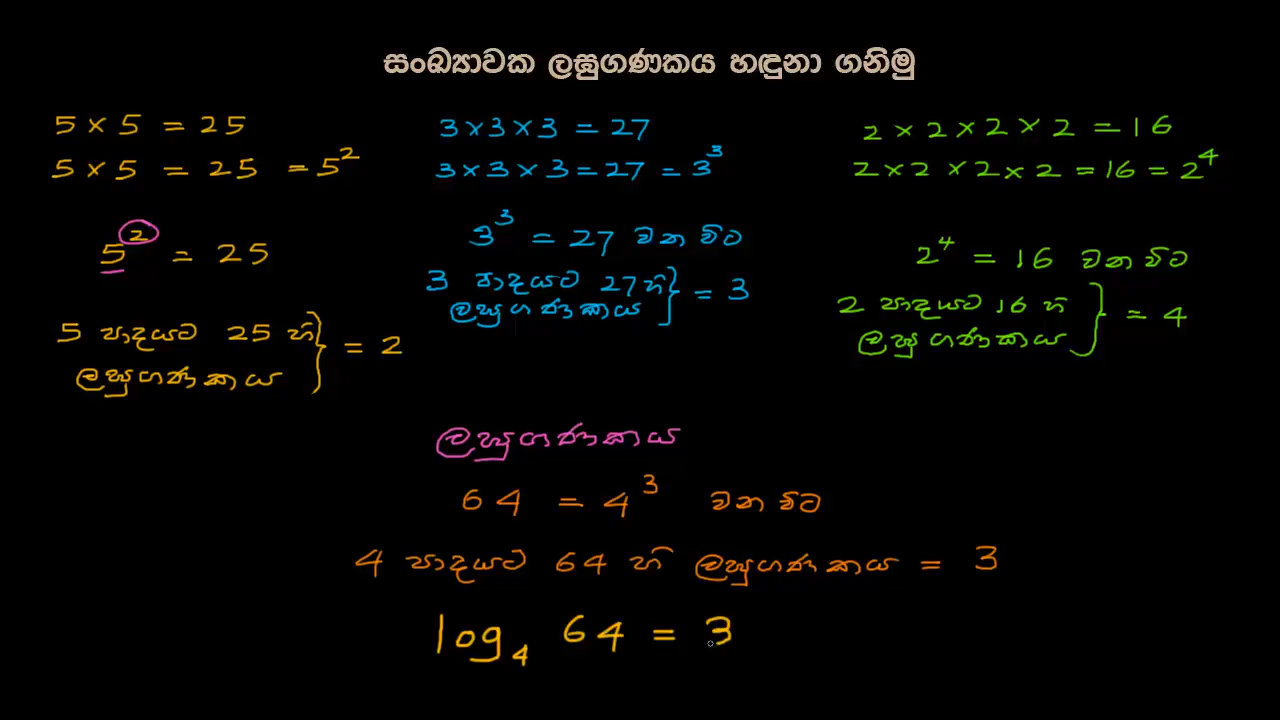 සංඛ්‍යාවක ලඝුගණකය හඳුනා ගනිමු
5 × 5 = 25
5 × 5 = 25 = 5²
5² = 25
5 පාදයට 25 හි
ලඝුගණකය } = 2
3 × 3 × 3 = 27
3 × 3 × 3 = 27 = 3³
3³ = 27 වන විට
3 පාදයට 27 හි
ලඝුගණකය } = 3
2 × 2 × 2 × 2 = 16
2 × 2 × 2 × 2 = 16 = 2⁴
2⁴ = 16 වන විට
2 පාදයට 16 හි
ලඝුගණකය } = 4
ලඝුගණකය
64 = 4³ වන විට
4 පාදයට 64 හි ලඝුගණකය = 3
log₄ 64 = 3